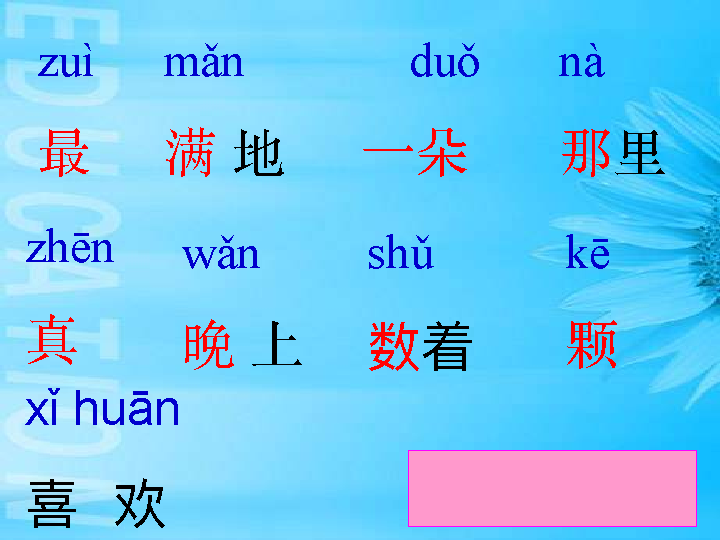 zuì mǎn duǒ nà
最 满 地 一朵 那里
zhēn wǎn shǔ kē
真 晚 上 数着 颗
xǐ huān
喜 欢
EDUCATION